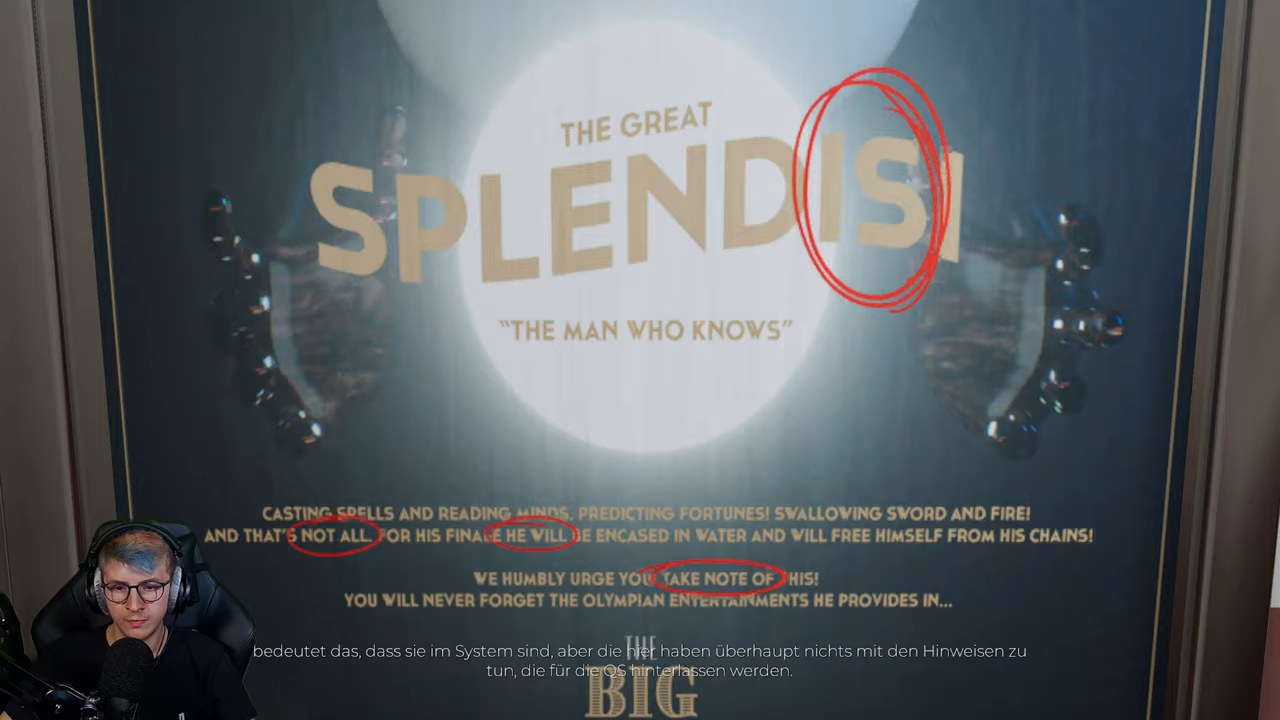 THE GREAT
SPLENDISI
"THE MAN WHO KNOWS"
CASTING SPELLS AND READING MINDS, PREDICTING FORTUNES! SWALLOWING SWORD AND FIRE!
AND THAT'S NOT ALL. FOR HIS FINALE HE WILL BE ENCASED IN WATER AND WILL FREE HIMSELF FROM HIS CHAINS!
WE HUMBLY URGE YOU TAKE NOTE OF THIS!
YOU WILL NEVER FORGET THE OLYMPIAN ENTERTAINMENTS HE PROVIDES IN...
THE
BIG
bedeutet das, dass sie im System sind, aber die hier haben überhaupt nichts mit den Hinweisen zu
tun, die für die QS hinterlassen werden.